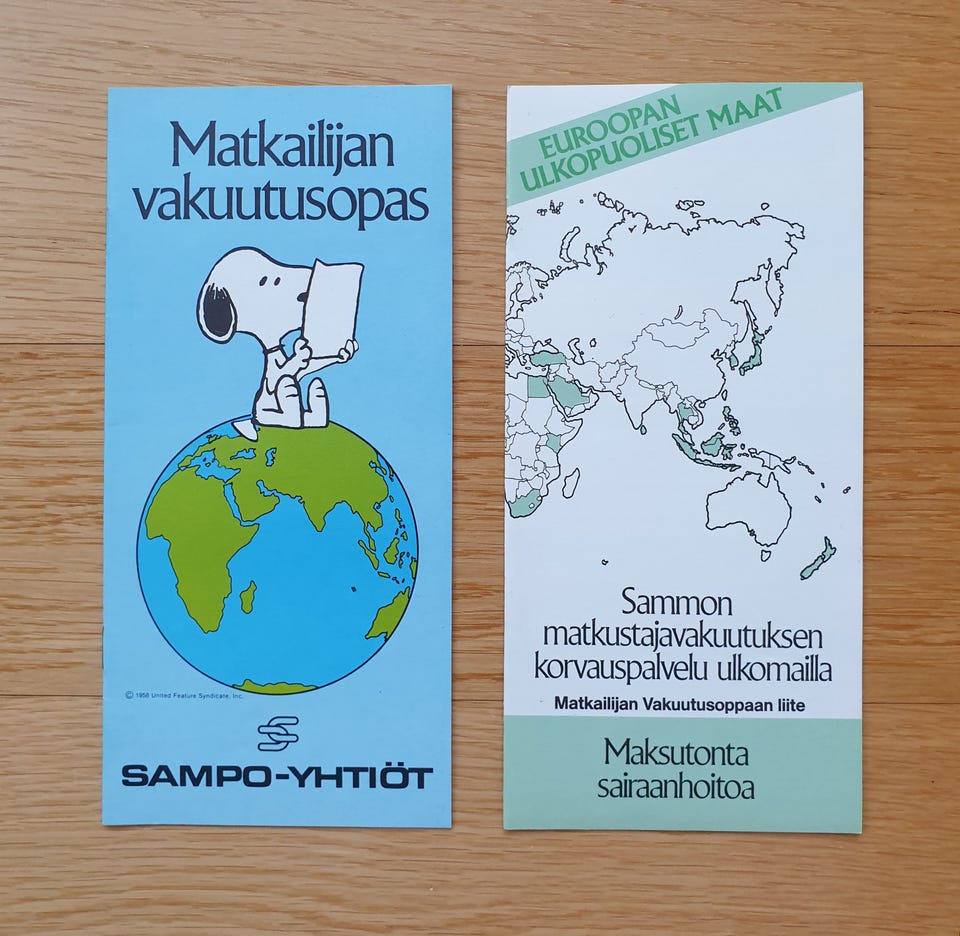 Matkailijan
vakuutusopas
© 1958 United Feature Syndicate, Inc.
SAMPO-YHTIÖT
EUROOPAN
ULKOPUOLISET MAAT
Sammon
matkustajavakuutuksen
korvauspalvelu ulkomailla
Matkailijan Vakuutusoppaan liite
Maksutonta
sairaanhoitoa